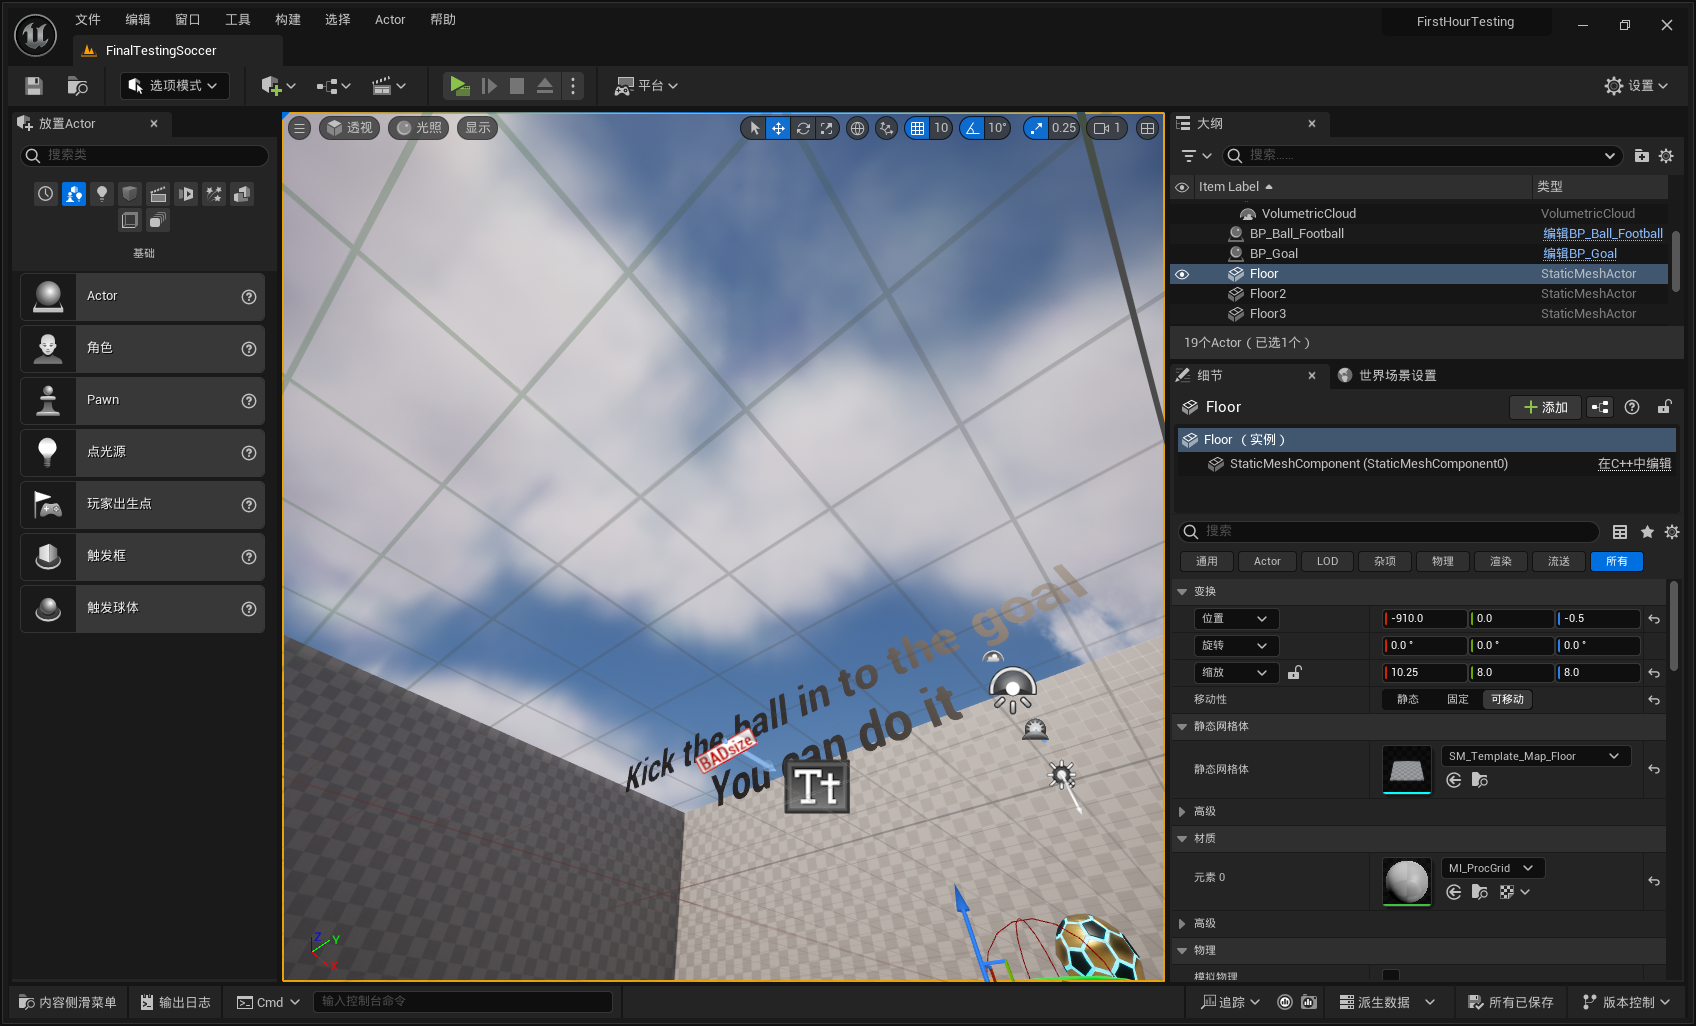 文件 编辑 窗口 工具 构建 选择 Actor 帮助
FirstHourTesting
FinalTestingSoccer
选项模式
平台
设置
放置Actor
搜索类
基础
Actor
角色
Pawn
点光源
玩家出生点
触发框
触发球体
透视 光照 显示
10 10° 0.25 1
Kick the ball in to the goal
You can do it
BADsize
Tt
Z Y X
大纲
搜索......
Item Label 类型
VolumetricCloud VolumetricCloud
BP_Ball_Football 编辑BP_Ball_Football
BP_Goal 编辑BP_Goal
Floor StaticMeshActor
Floor2 StaticMeshActor
Floor3 StaticMeshActor
19个Actor（已选1个）
细节 世界场景设置
Floor 添加
Floor （实例）
StaticMeshComponent (StaticMeshComponent0) 在C++中编辑
搜索
通用 Actor LOD 杂项 物理 渲染 流送 所有
变换
位置 -910.0 0.0 -0.5
旋转 0.0 ° 0.0 ° 0.0 °
缩放 10.25 8.0 8.0
移动性 静态 固定 可移动
静态网格体
静态网格体 SM_Template_Map_Floor
高级
材质
元素 0 MI_ProcGrid
高级
物理
模拟物理
内容侧滑菜单 输出日志 Cmd 输入控制台命令
追踪 派生数据 所有已保存 版本控制